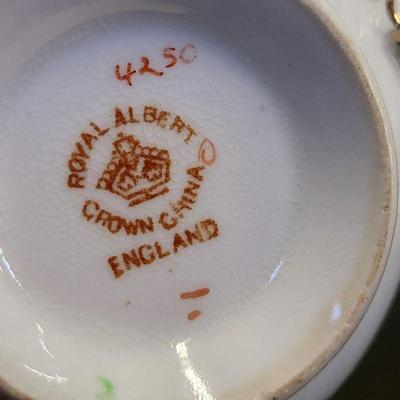 4250
ROYAL ALBERT
CROWN CHINA
ENGLAND